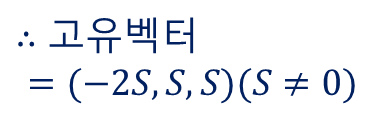 ∴ 고유벡터
= (−2S, S, S)(S ≠ 0)